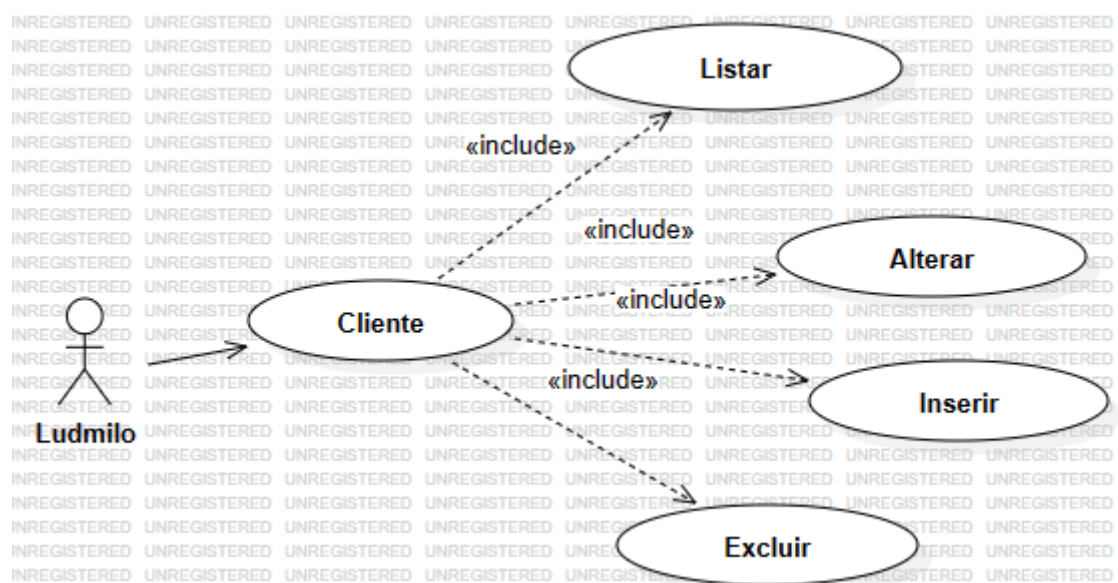 UNREGISTERED
Listar
«include»
«include»
Alterar
«include»
Cliente
«include»
Inserir
Ludmilo
Excluir